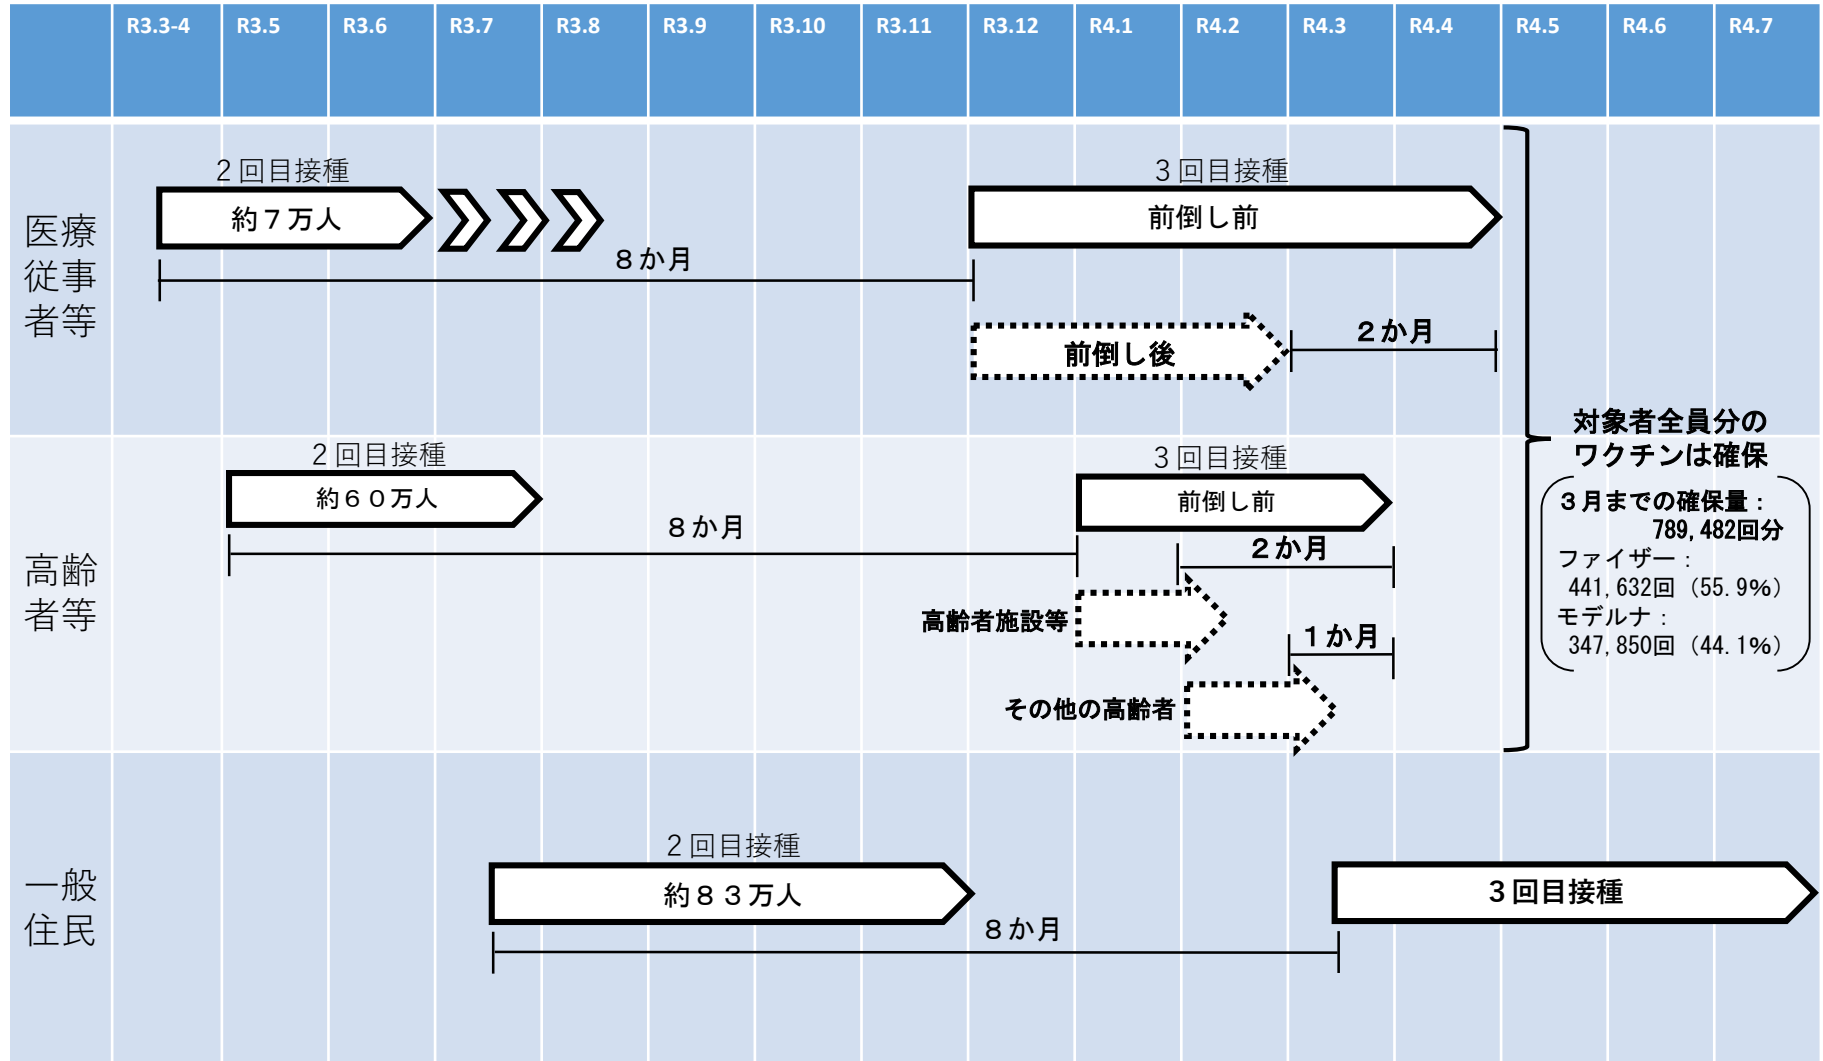 R3.3-4 R3.5 R3.6 R3.7 R3.8 R3.9 R3.10 R3.11 R3.12 R4.1 R4.2 R4.3 R4.4 R4.5 R4.6 R4.7
医療
従事
者等
２回目接種
約７万人
８か月
３回目接種
前倒し前
前倒し後
２か月
高齢
者等
２回目接種
約６０万人
８か月
３回目接種
前倒し前
２か月
高齢者施設等
１か月
その他の高齢者
対象者全員分の
ワクチンは確保
３月までの確保量：
789,482回分
ファイザー：
441,632回（55.9%）
モデルナ：
347,850回（44.1%）
一般
住民
２回目接種
約８３万人
８か月
３回目接種